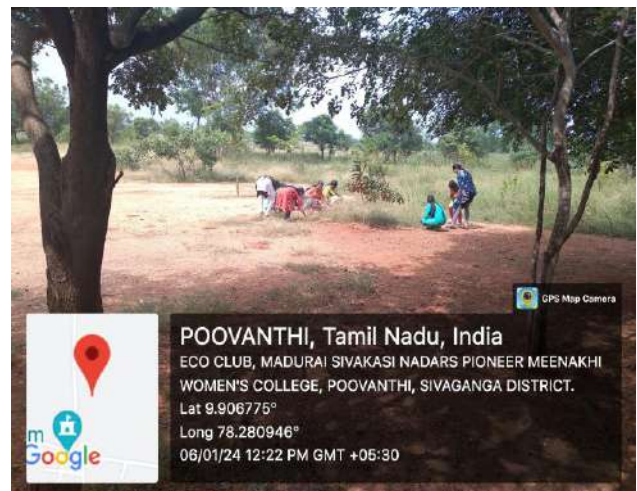 GPS Map Camera
POOVANTHI, Tamil Nadu, India
ECO CLUB, MADURAI SIVAKASI NADARS PIONEER MEENAKHI
WOMEN'S COLLEGE, POOVANTHI, SIVAGANGA DISTRICT.
Lat 9.906775°
Long 78.280946°
06/01/24 12:22 PM GMT +05:30
m
Google